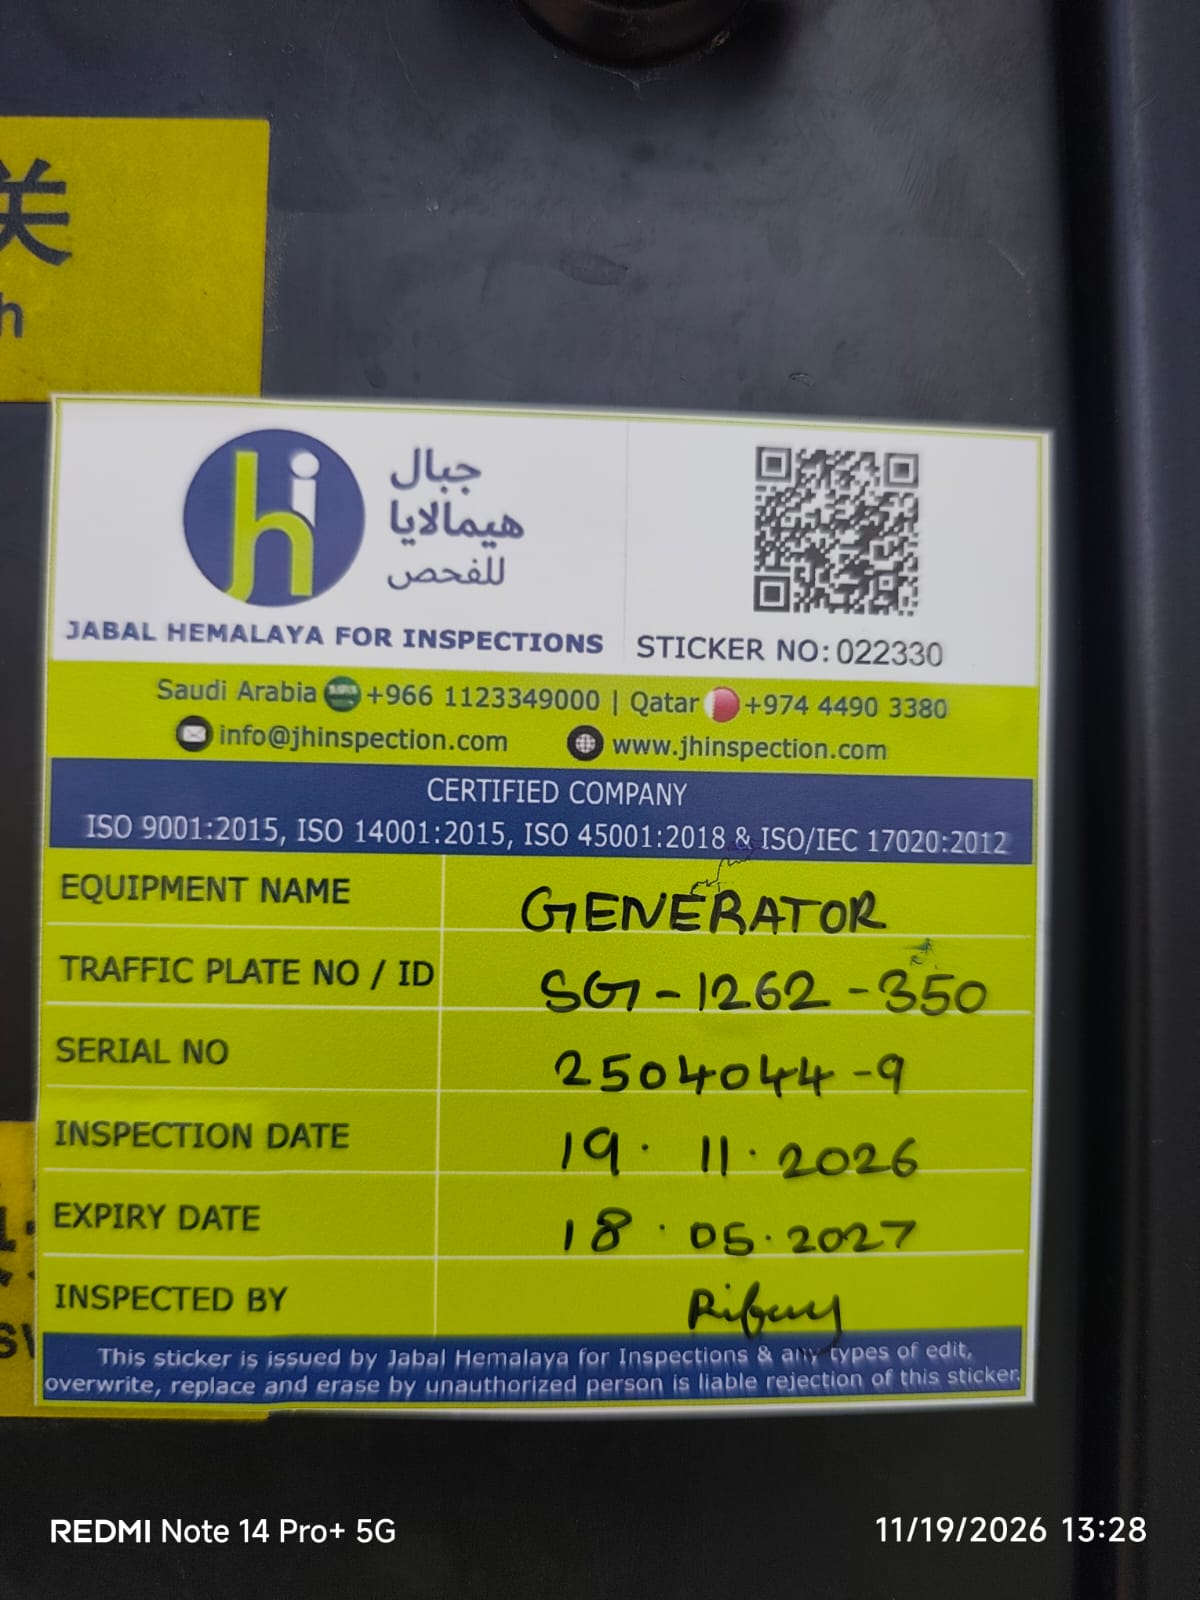 关
h
جبال
هيمالايا
للفحص
JABAL HEMALAYA FOR INSPECTIONS
STICKER NO: 022330
Saudi Arabia +966 1123349000 | Qatar +974 4490 3380
info@jhinspection.com www.jhinspection.com
CERTIFIED COMPANY
ISO 9001:2015, ISO 14001:2015, ISO 45001:2018 & ISO/IEC 17020:2012
EQUIPMENT NAME GENERATOR
TRAFFIC PLATE NO / ID SG-1262-350
SERIAL NO 2504044-9
INSPECTION DATE 19.11.2026
EXPIRY DATE 18.05.2027
INSPECTED BY
This sticker is issued by Jabal Hemalaya for Inspections & any types of edit,
overwrite, replace and erase by unauthorized person is liable rejection of this sticker.
REDMI Note 14 Pro+ 5G 11/19/2026 13:28